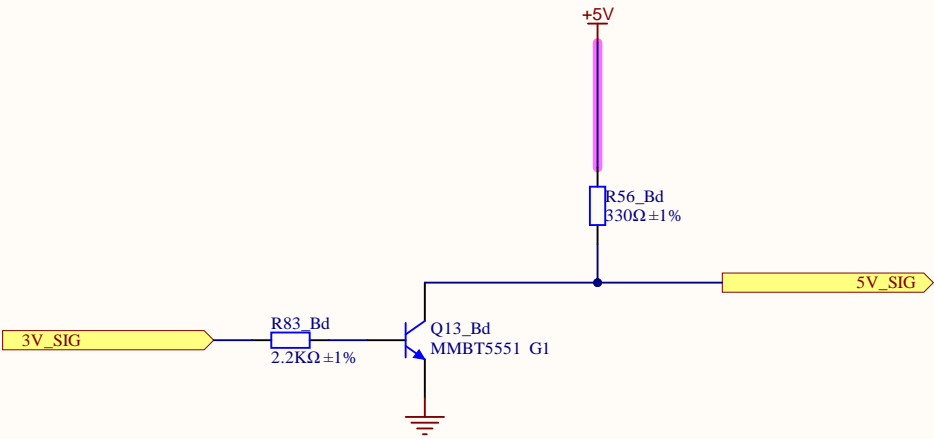 +5V
R56_Bd
330Ω±1%
5V_SIG
R83_Bd
3V_SIG
2.2KΩ±1%
Q13_Bd
MMBT5551 G1